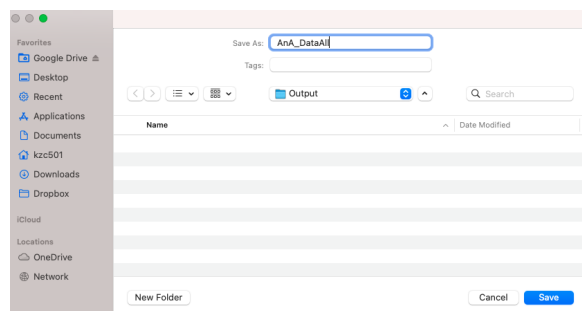 Save As: AnA_DataAll
Tags:
Favorites
Google Drive
Desktop
Recent
Applications
Documents
kzc501
Downloads
Dropbox
iCloud
Locations
OneDrive
Network
Output
Search
Name
Date Modified
New Folder
Cancel
Save